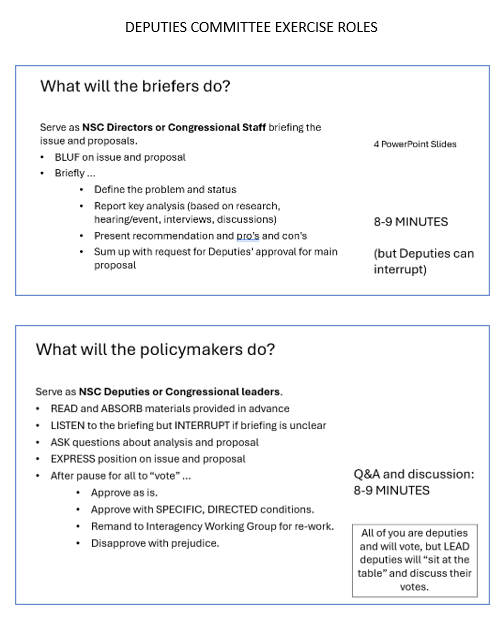 DEPUTIES COMMITTEE EXERCISE ROLES
What will the briefers do?
Serve as NSC Directors or Congressional Staff briefing the
issue and proposals.
• BLUF on issue and proposal
• Briefly ...
• Define the problem and status
• Report key analysis (based on research,
hearing/event, interviews, discussions)
• Present recommendation and pro's and con's
• Sum up with request for Deputies' approval for main
proposal
4 PowerPoint Slides
8-9 MINUTES
(but Deputies can
interrupt)
What will the policymakers do?
Serve as NSC Deputies or Congressional leaders.
• READ and ABSORB materials provided in advance
• LISTEN to the briefing but INTERRUPT if briefing is unclear
• ASK questions about analysis and proposal
• EXPRESS position on issue and proposal
• After pause for all to “vote” ...
• Approve as is.
• Approve with SPECIFIC, DIRECTED conditions.
• Remand to Interagency Working Group for re-work.
• Disapprove with prejudice.
Q&A and discussion:
8-9 MINUTES
All of you are deputies
and will vote, but LEAD
deputies will “sit at the
table” and discuss their
votes.